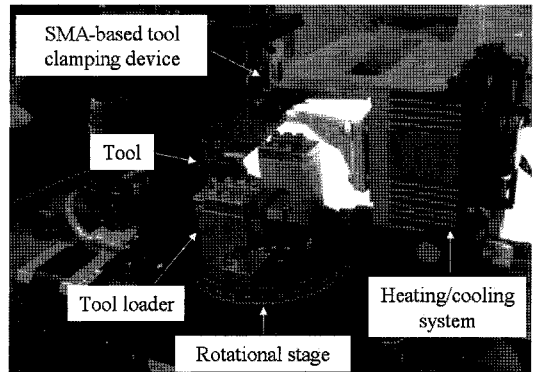 SMA-based tool
clamping device
Tool
Tool loader
Rotational stage
Heating/cooling
system